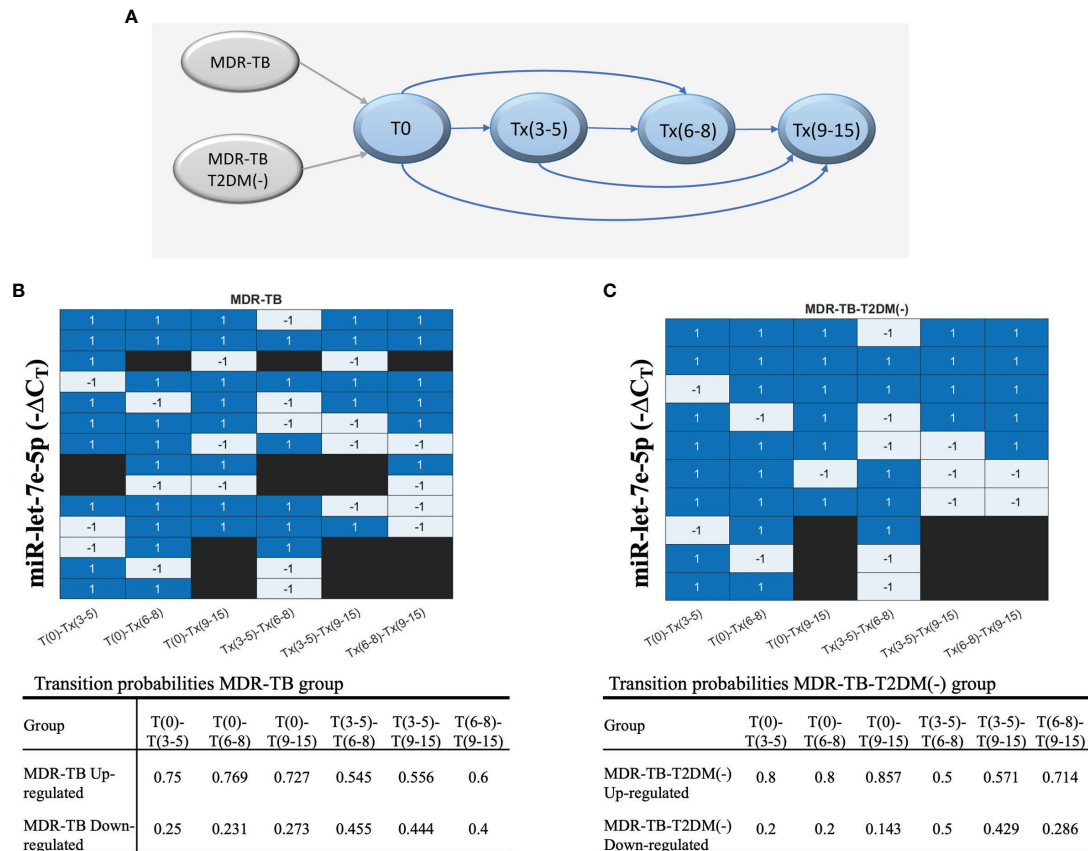 A
MDR-TB
MDR-TB
T2DM(-)
T0
Tx(3-5)
Tx(6-8)
Tx(9-15)
B
MDR-TB
miR-let-7e-5p (-ΔCT)
1 1 1 -1 1 1
1 1 1 1 1 1
1 -1 -1
-1 1 1 1 1 1
1 -1 1 -1 1 1
1 1 1 -1 -1 1
1 1 -1 1 -1 -1
1 1 1
-1 -1 -1
1 1 1 1 -1 -1
-1 1 1 1 1 -1
-1 1 1
1 -1 -1
1 1 -1
T(0)-Tx(3-5)
T(0)-Tx(6-8)
T(0)-Tx(9-15)
Tx(3-5)-Tx(6-8)
Tx(3-5)-Tx(9-15)
Tx(6-8)-Tx(9-15)
Transition probabilities MDR-TB group
Group T(0)- T(0)- T(0)- T(3-5)- T(3-5)- T(6-8)-
T(3-5) T(6-8) T(9-15) T(6-8) T(9-15) T(9-15)
MDR-TB Up-
regulated 0.75 0.769 0.727 0.545 0.556 0.6
MDR-TB Down-
regulated 0.25 0.231 0.273 0.455 0.444 0.4
C
MDR-TB-T2DM(-)
miR-let-7e-5p (-ΔCT)
1 1 1 -1 1 1
1 1 1 1 1 1
-1 1 1 1 1 1
1 -1 1 -1 1 1
1 1 1 -1 -1 1
1 1 -1 1 -1 -1
1 1 1 1 -1 -1
-1 1 1
1 -1 -1
1 1 -1
T(0)-Tx(3-5)
T(0)-Tx(6-8)
T(0)-Tx(9-15)
Tx(3-5)-Tx(6-8)
Tx(3-5)-Tx(9-15)
Tx(6-8)-Tx(9-15)
Transition probabilities MDR-TB-T2DM(-) group
Group T(0)- T(0)- T(0)- T(3-5)- T(3-5)- T(6-8)-
T(3-5) T(6-8) T(9-15) T(6-8) T(9-15) T(9-15)
MDR-TB-T2DM(-) 0.8 0.8 0.857 0.5 0.571 0.714
Up-regulated
MDR-TB-T2DM(-) 0.2 0.2 0.143 0.5 0.429 0.286
Down-regulated